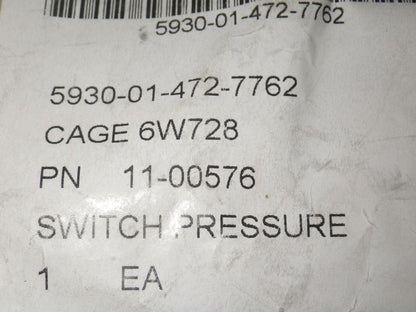 5930-01-472-7762
5930-01-472-7762
CAGE 6W728
PN 11-00576
SWITCH PRESSURE
1 EA